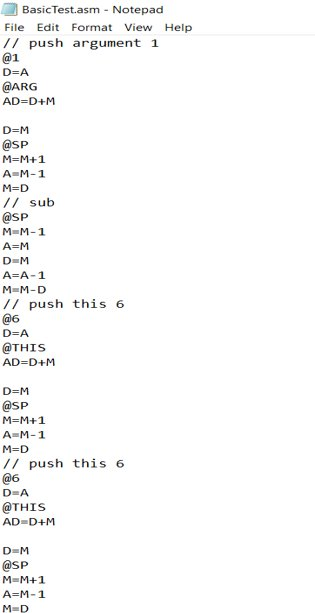 BasicTest.asm - Notepad
File Edit Format View Help
// push argument 1
@1
D=A
@ARG
AD=D+M

D=M
@SP
M=M+1
A=M-1
M=D
// sub
@SP
M=M-1
A=M
D=M
A=A-1
M=M-D
// push this 6
@6
D=A
@THIS
AD=D+M

D=M
@SP
M=M+1
A=M-1
M=D
// push this 6
@6
D=A
@THIS
AD=D+M

D=M
@SP
M=M+1
A=M-1
M=D